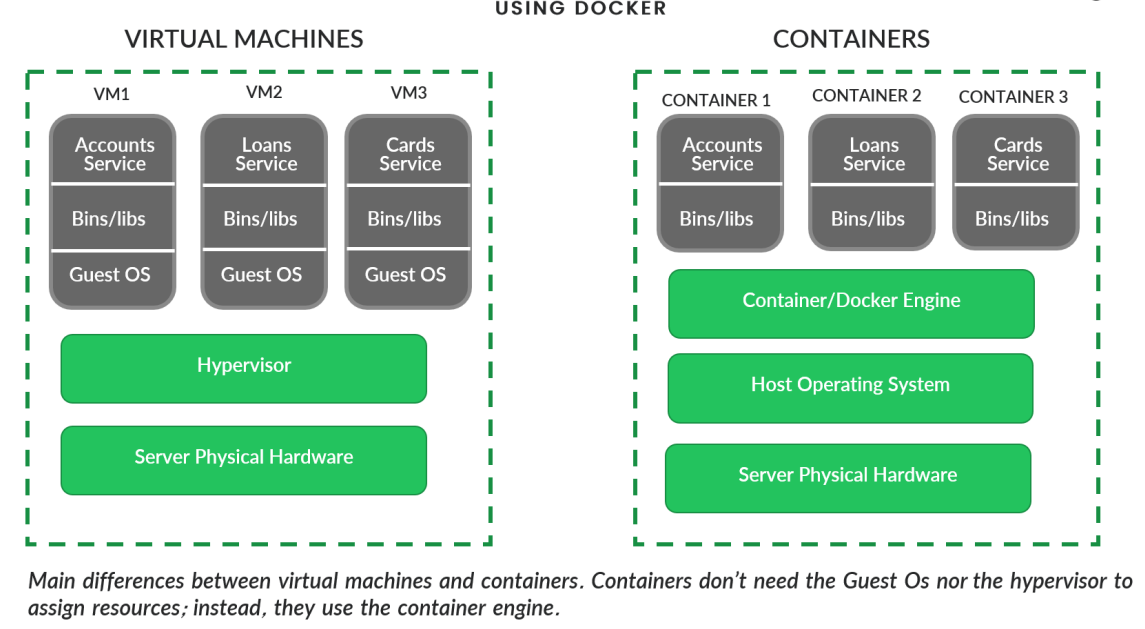 USING DOCKER
VIRTUAL MACHINES
VM1
VM2
VM3
Accounts
Service
Bins/libs
Guest OS
Loans
Service
Bins/libs
Guest OS
Cards
Service
Bins/libs
Guest OS
Hypervisor
Server Physical Hardware
CONTAINERS
CONTAINER 1
CONTAINER 2
CONTAINER 3
Accounts
Service
Bins/libs
Loans
Service
Bins/libs
Cards
Service
Bins/libs
Container/Docker Engine
Host Operating System
Server Physical Hardware
Main differences between virtual machines and containers. Containers don't need the Guest Os nor the hypervisor to
assign resources; instead, they use the container engine.